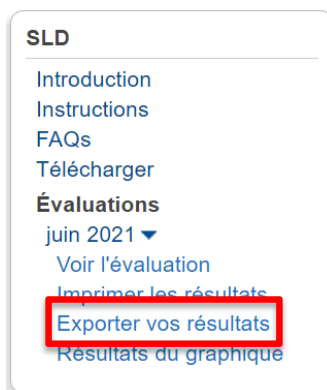 SLD
Introduction
Instructions
FAQs
Télécharger
Évaluations
juin 2021
Voir l'évaluation
Imprimer les résultats
Exporter vos résultats
Résultats du graphique